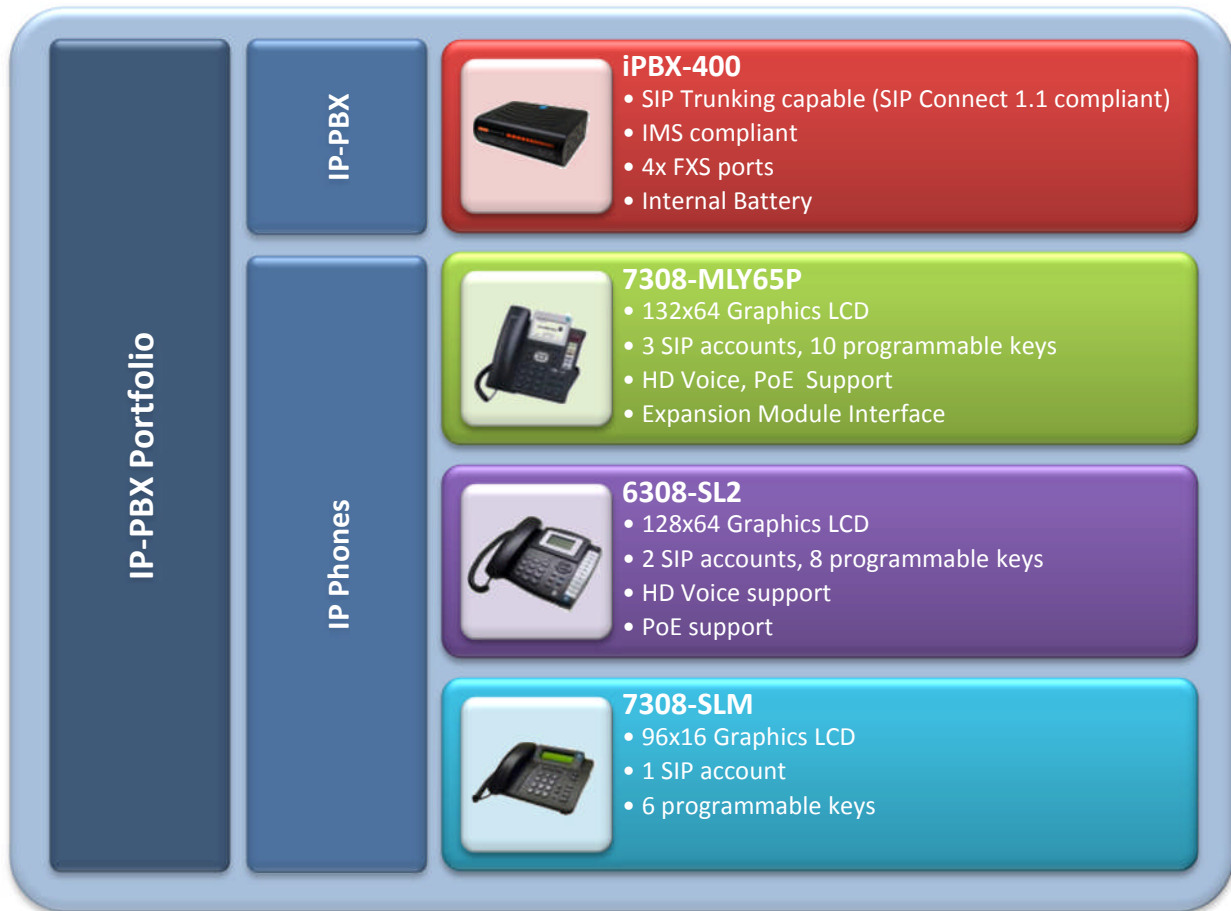 IP-PBX Portfolio
IP-PBX
iPBX-400
• SIP Trunking capable (SIP Connect 1.1 compliant)
• IMS compliant
• 4x FXS ports
• Internal Battery
IP Phones
7308-MLY65P
• 132x64 Graphics LCD
• 3 SIP accounts, 10 programmable keys
• HD Voice, PoE Support
• Expansion Module Interface
6308-SL2
• 128x64 Graphics LCD
• 2 SIP accounts, 8 programmable keys
• HD Voice support
• PoE support
7308-SLM
• 96x16 Graphics LCD
• 1 SIP account
• 6 programmable keys